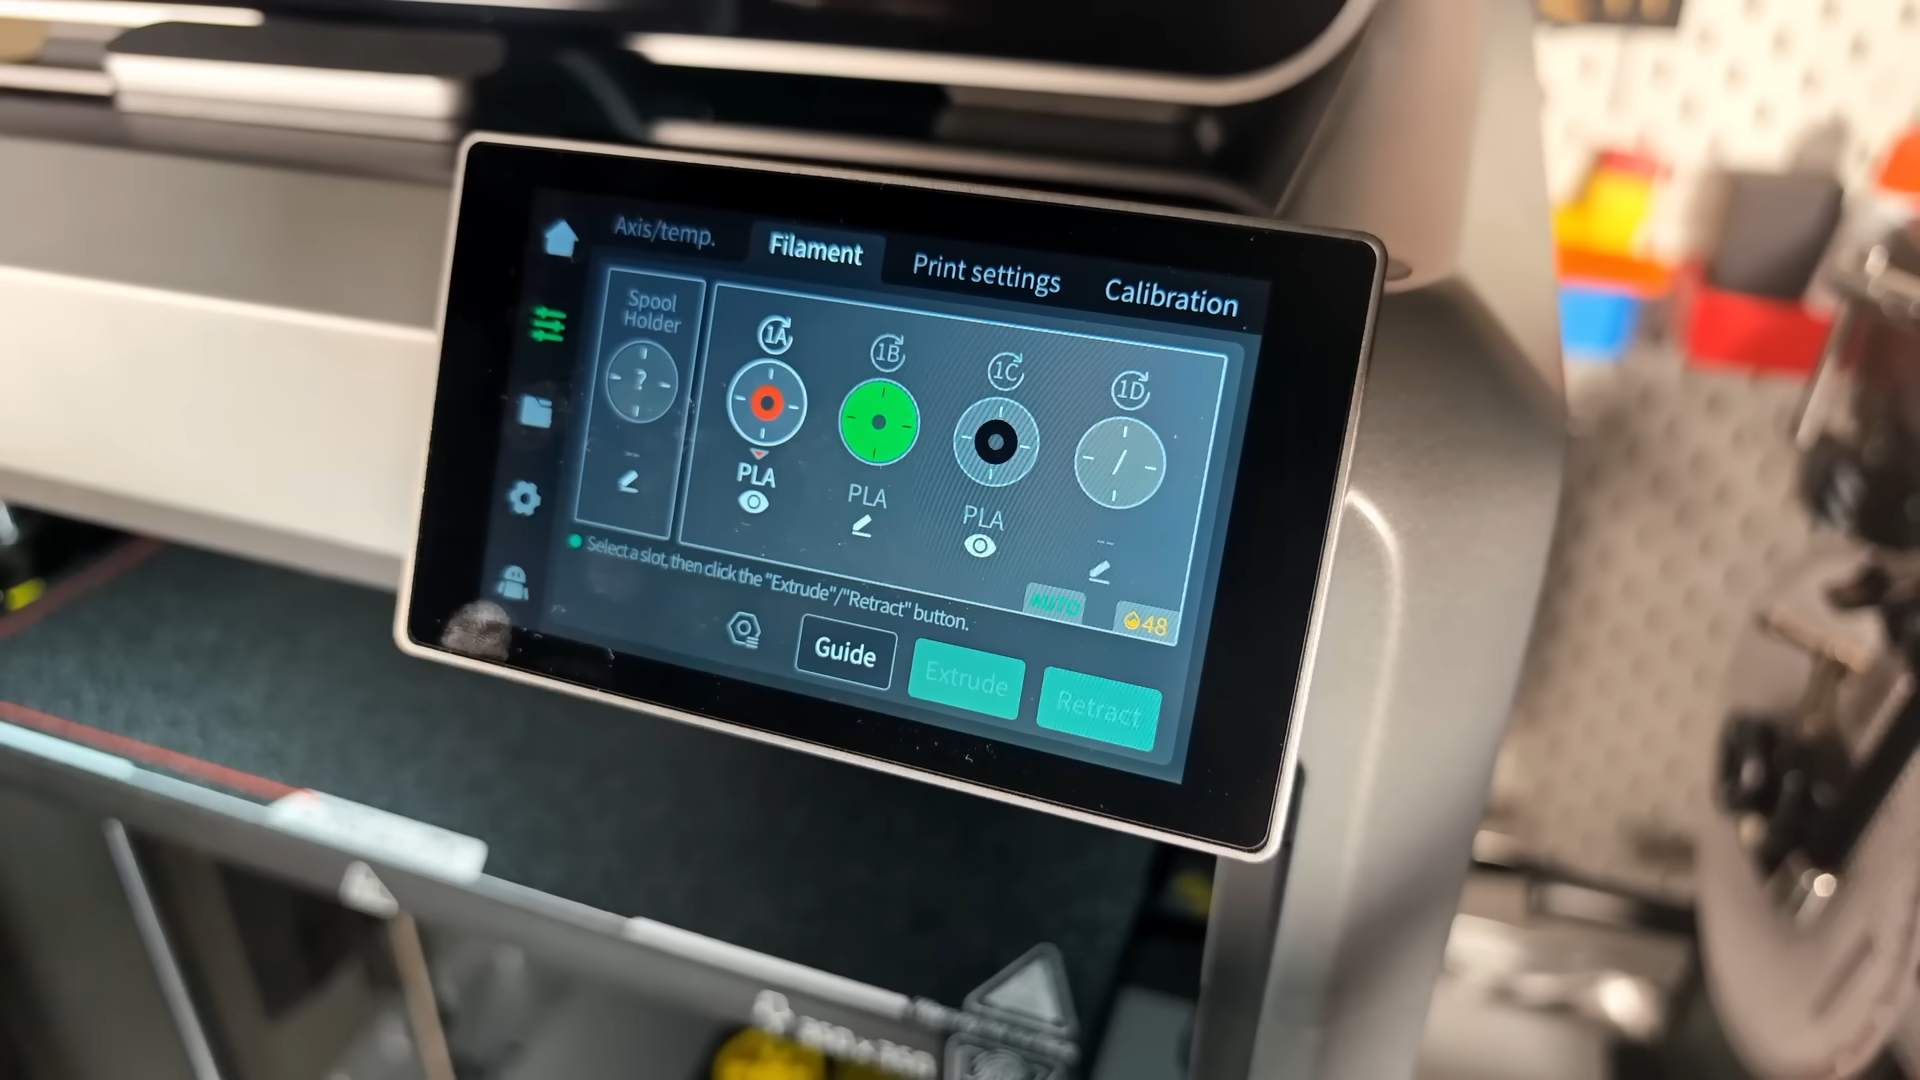 Axis/temp.
Filament
Print settings
Calibration
Spool
Holder
?
--
1A
PLA
1B
PLA
1C
PLA
1D
/
--
AUTO
48
Select a slot, then click the "Extrude"/"Retract" button.
Guide
Extrude
Retract